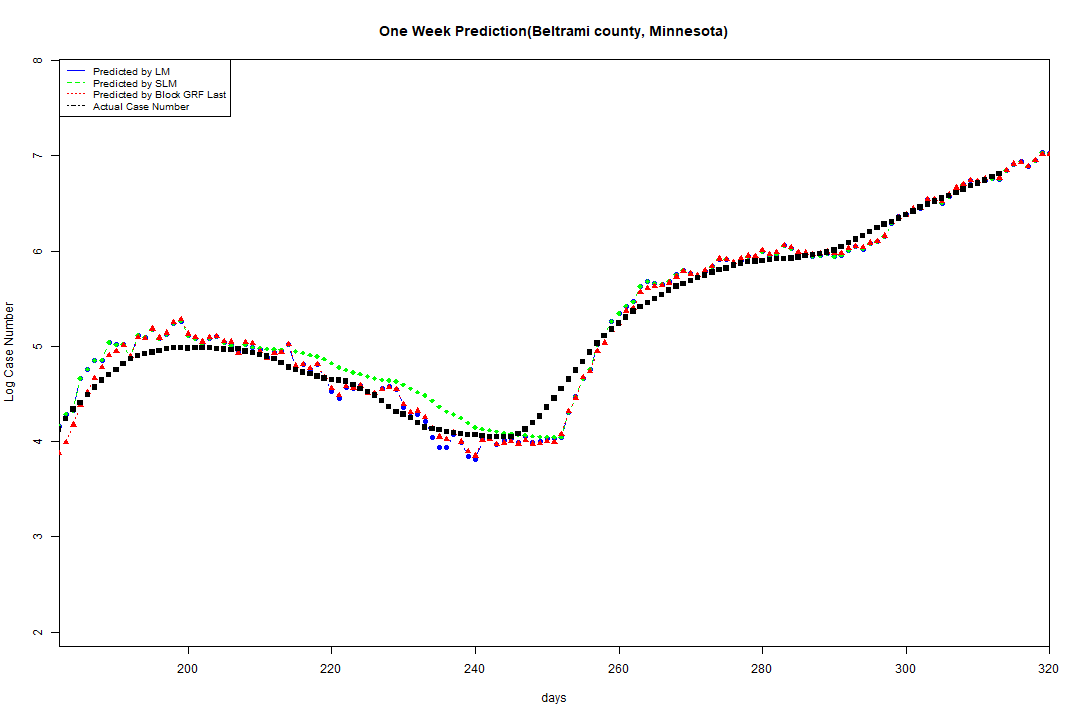 One Week Prediction(Beltrami county, Minnesota)
Predicted by LM
Predicted by SLM
Predicted by Block GRF Last
Actual Case Number
Log Case Number
8
7
6
5
4
3
2
200 220 240 260 280 300 320
days